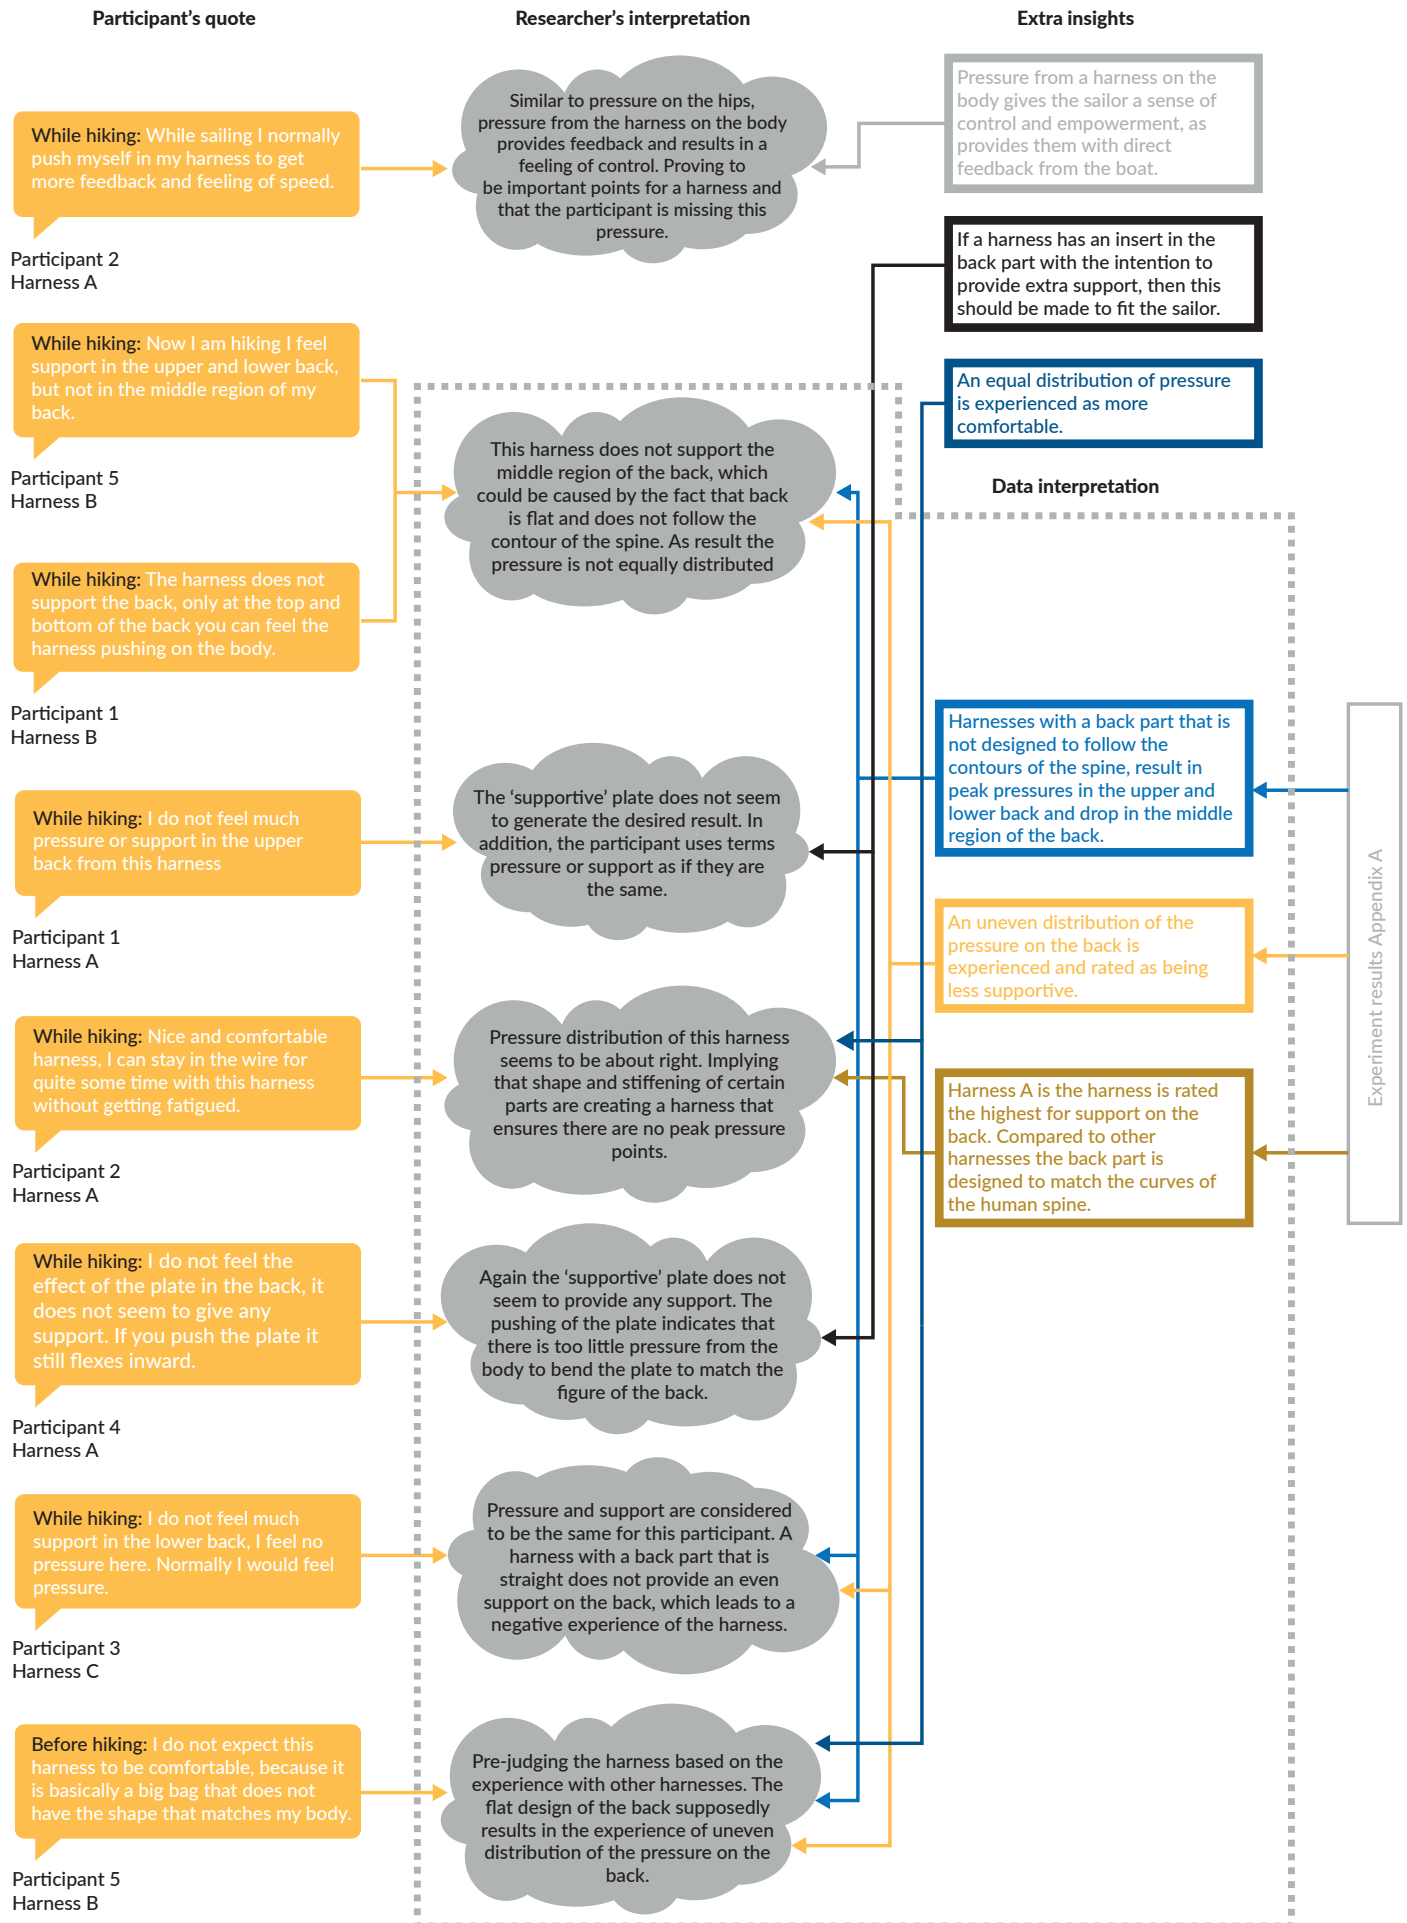 Participant's quote
Researcher's interpretation
Extra insights
While hiking: While sailing I normally
push myself in my harness to get
more feedback and feeling of speed.
Participant 2
Harness A
Similar to pressure on the hips,
pressure from the harness on the body
provides feedback and results in a
feeling of control. Proving to
be important points for a harness and
that the participant is missing this
pressure.
Pressure from a harness on the
body gives the sailor a sense of
control and empowerment, as
provides them with direct
feedback from the boat.
If a harness has an insert in the
back part with the intention to
provide extra support, then this
should be made to fit the sailor.
While hiking: Now I am hiking I feel
support in the upper and lower back,
but not in the middle region of my
back.
Participant 5
Harness B
An equal distribution of pressure
is experienced as more
comfortable.
Data interpretation
This harness does not support the
middle region of the back, which
could be caused by the fact that back
is flat and does not follow the
contour of the spine. As result the
pressure is not equally distributed
While hiking: The harness does not
support the back, only at the top and
bottom of the back you can feel the
harness pushing on the body.
Participant 1
Harness B
Harnesses with a back part that is
not designed to follow the
contours of the spine, result in
peak pressures in the upper and
lower back and drop in the middle
region of the back.
While hiking: I do not feel much
pressure or support in the upper
back from this harness
Participant 1
Harness A
The ‘supportive’ plate does not seem
to generate the desired result. In
addition, the participant uses terms
pressure or support as if they are
the same.
An uneven distribution of the
pressure on the back is
experienced and rated as being
less supportive.
Experiment results Appendix A
While hiking: Nice and comfortable
harness, I can stay in the wire for
quite some time with this harness
without getting fatigued.
Participant 2
Harness A
Pressure distribution of this harness
seems to be about right. Implying
that shape and stiffening of certain
parts are creating a harness that
ensures there are no peak pressure
points.
Harness A is the harness is rated
the highest for support on the
back. Compared to other
harnesses the back part is
designed to match the curves of
the human spine.
While hiking: I do not feel the
effect of the plate in the back, it
does not seem to give any
support. If you push the plate it
still flexes inward.
Participant 4
Harness A
Again the ‘supportive’ plate does not
seem to provide any support. The
pushing of the plate indicates that
there is too little pressure from the
body to bend the plate to match the
figure of the back.
While hiking: I do not feel much
support in the lower back, I feel no
pressure here. Normally I would feel
pressure.
Participant 3
Harness C
Pressure and support are considered
to be the same for this participant. A
harness with a back part that is
straight does not provide an even
support on the back, which leads to a
negative experience of the harness.
Before hiking: I do not expect this
harness to be comfortable, because it
is basically a big bag that does not
have the shape that matches my body.
Participant 5
Harness B
Pre-judging the harness based on the
experience with other harnesses. The
flat design of the back supposedly
results in the experience of uneven
distribution of the pressure on the
back.